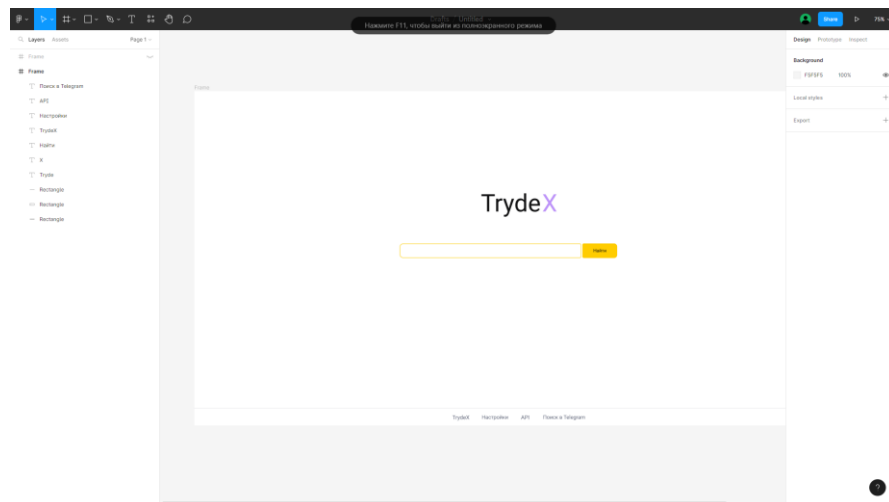 Drafts
Untitled
Нажмите F11, чтобы выйти из полноэкранного режима
Share
75%
Layers
Assets
Page 1
Design
Prototype
Inspect
Frame
Frame
Поиск в Telegram
API
Настройки
TrydeX
Найти
X
Tryde
Rectangle
Rectangle
Rectangle
Frame
TrydeX
Найти
TrydeX
Настройки
API
Поиск в Telegram
Background
F5F5F5
100%
Local styles
Export
?